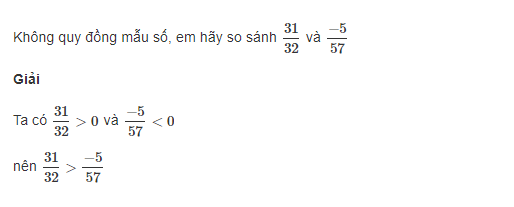 Không quy đồng mẫu số, em hãy so sánh 31/32 và -5/57
Giải
Ta có 31/32 > 0 và -5/57 < 0
nên 31/32 > -5/57